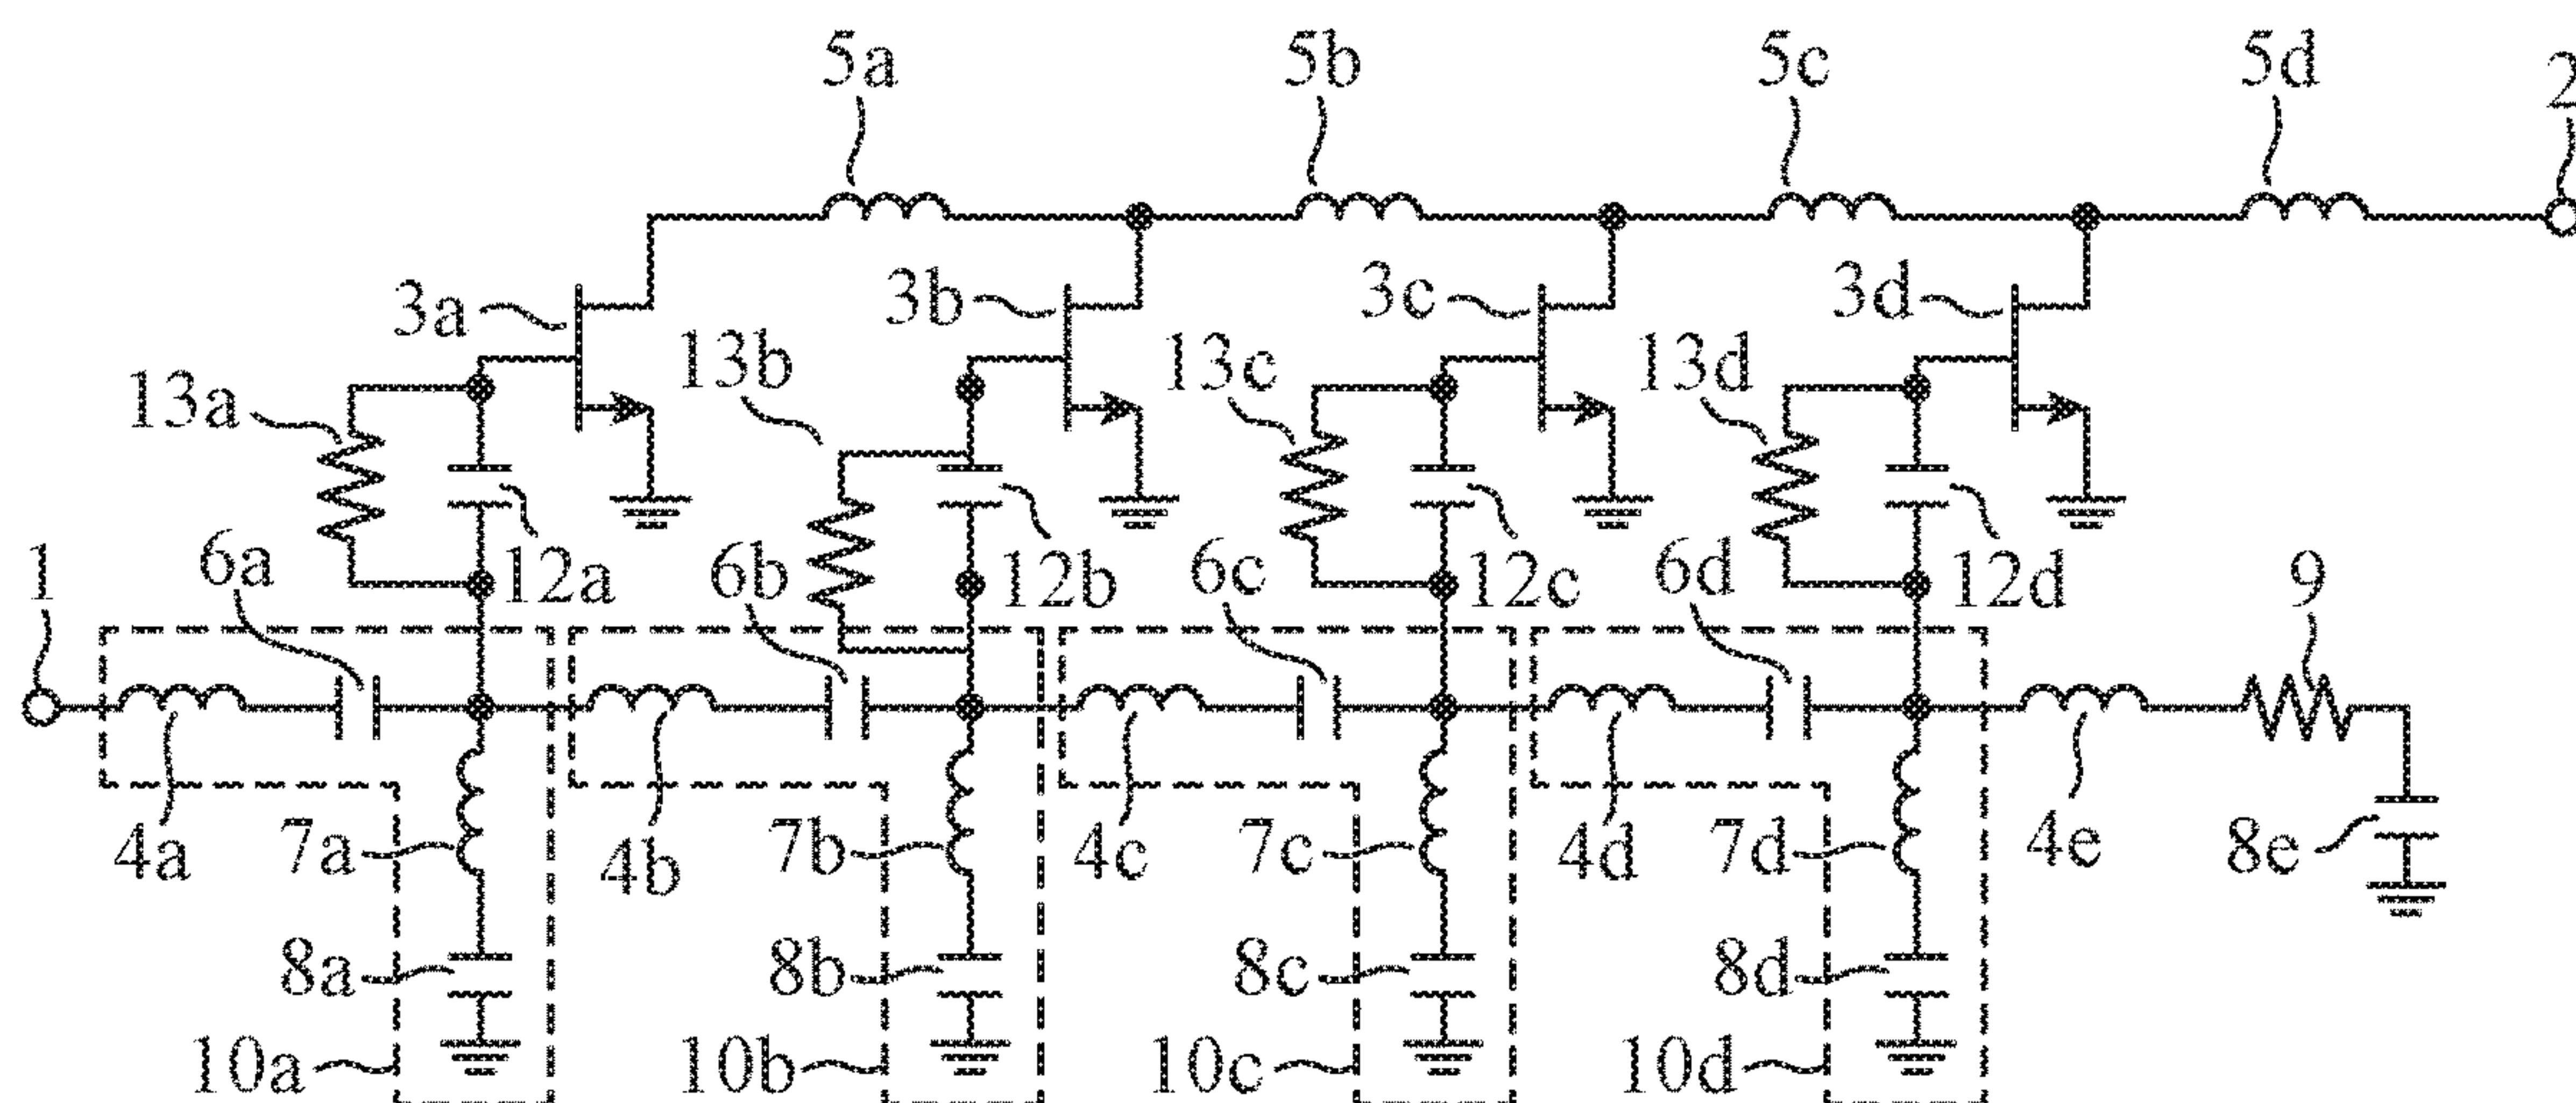 5a 5b 5c 5d 2
3a 3b 3c 3d
13a 13b 13c 13d
1 6a 12a 6b 12b 6c 12c 6d 12d 9
4a 7a 4b 7b 4c 7c 4d 7d 4e 8e
8a 8b 8c 8d
10a 10b 10c 10d